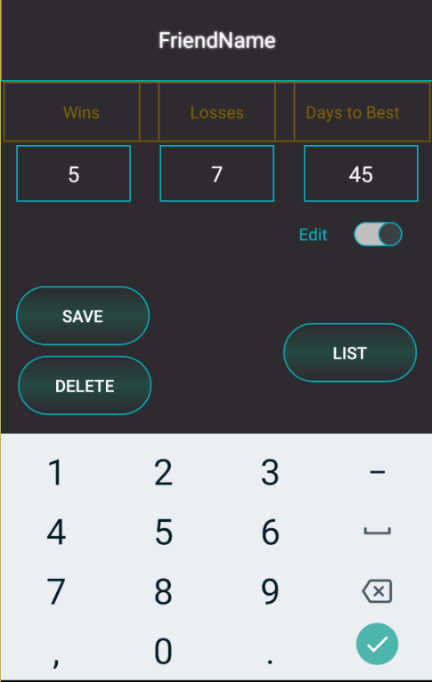 FriendName
Wins Losses Days to Best
5 7 45
Edit
SAVE
LIST
DELETE
1 2 3 -
4 5 6
7 8 9
, 0 .